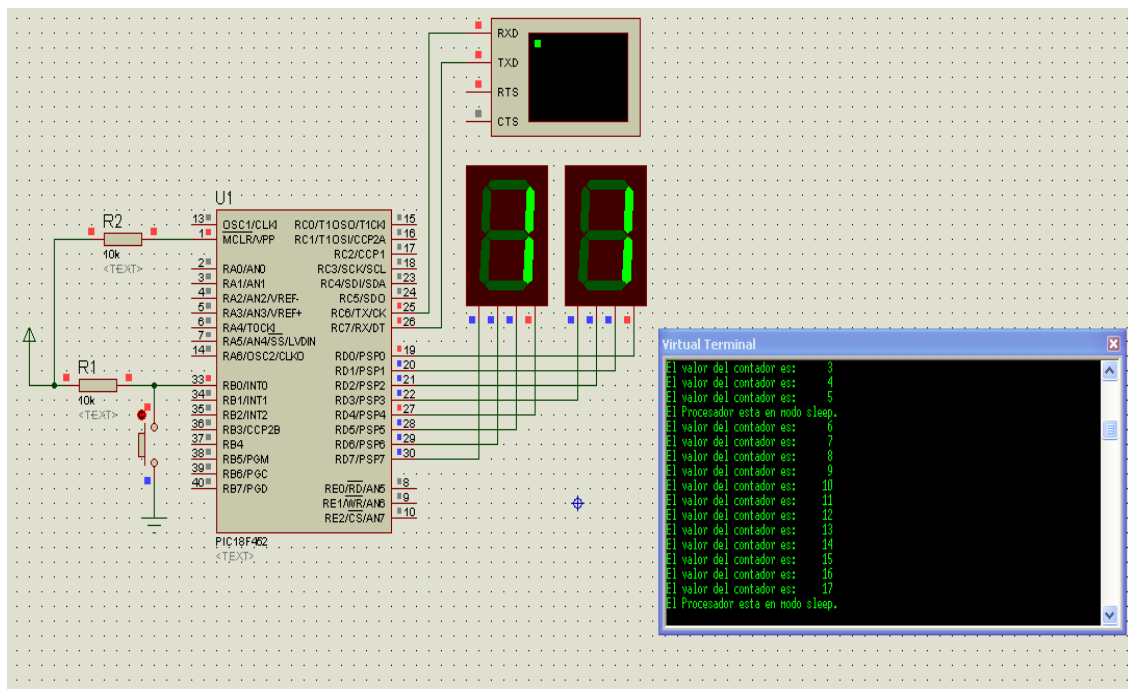 RXD
TXD
RTS
CTS
U1
R2
10k
<TEXT>
R1
10k
<TEXT>
13 OSC1/CLKI
1 MCLR/VPP
2 RA0/AN0
3 RA1/AN1
4 RA2/AN2/VREF-
5 RA3/AN3/VREF+
6 RA4/T0CKI
7 RA5/AN4/SS/LVDIN
14 RA6/OSC2/CLKO
33 RB0/INT0
34 RB1/INT1
35 RB2/INT2
36 RB3/CCP2B
37 RB4
38 RB5/PGM
39 RB6/PGC
40 RB7/PGD
RC0/T1OSO/T1CKI 15
RC1/T1OSI/CCP2A 16
RC2/CCP1 17
RC3/SCK/SCL 18
RC4/SDI/SDA 23
RC5/SDO 24
RC6/TX/CK 25
RC7/RX/DT 26
RD0/PSP0 19
RD1/PSP1 20
RD2/PSP2 21
RD3/PSP3 22
RD4/PSP4 27
RD5/PSP5 28
RD6/PSP6 29
RD7/PSP7 30
RE0/RD/AN5 8
RE1/WR/AN6 9
RE2/CS/AN7 10
PIC18F452
<TEXT>
11
Virtual Terminal
El valor del contador es: 3
El valor del contador es: 4
El valor del contador es: 5
El Procesador esta en modo sleep.
El valor del contador es: 6
El valor del contador es: 7
El valor del contador es: 8
El valor del contador es: 9
El valor del contador es: 10
El valor del contador es: 11
El valor del contador es: 12
El valor del contador es: 13
El valor del contador es: 14
El valor del contador es: 15
El valor del contador es: 16
El valor del contador es: 17
El Procesador esta en modo sleep.